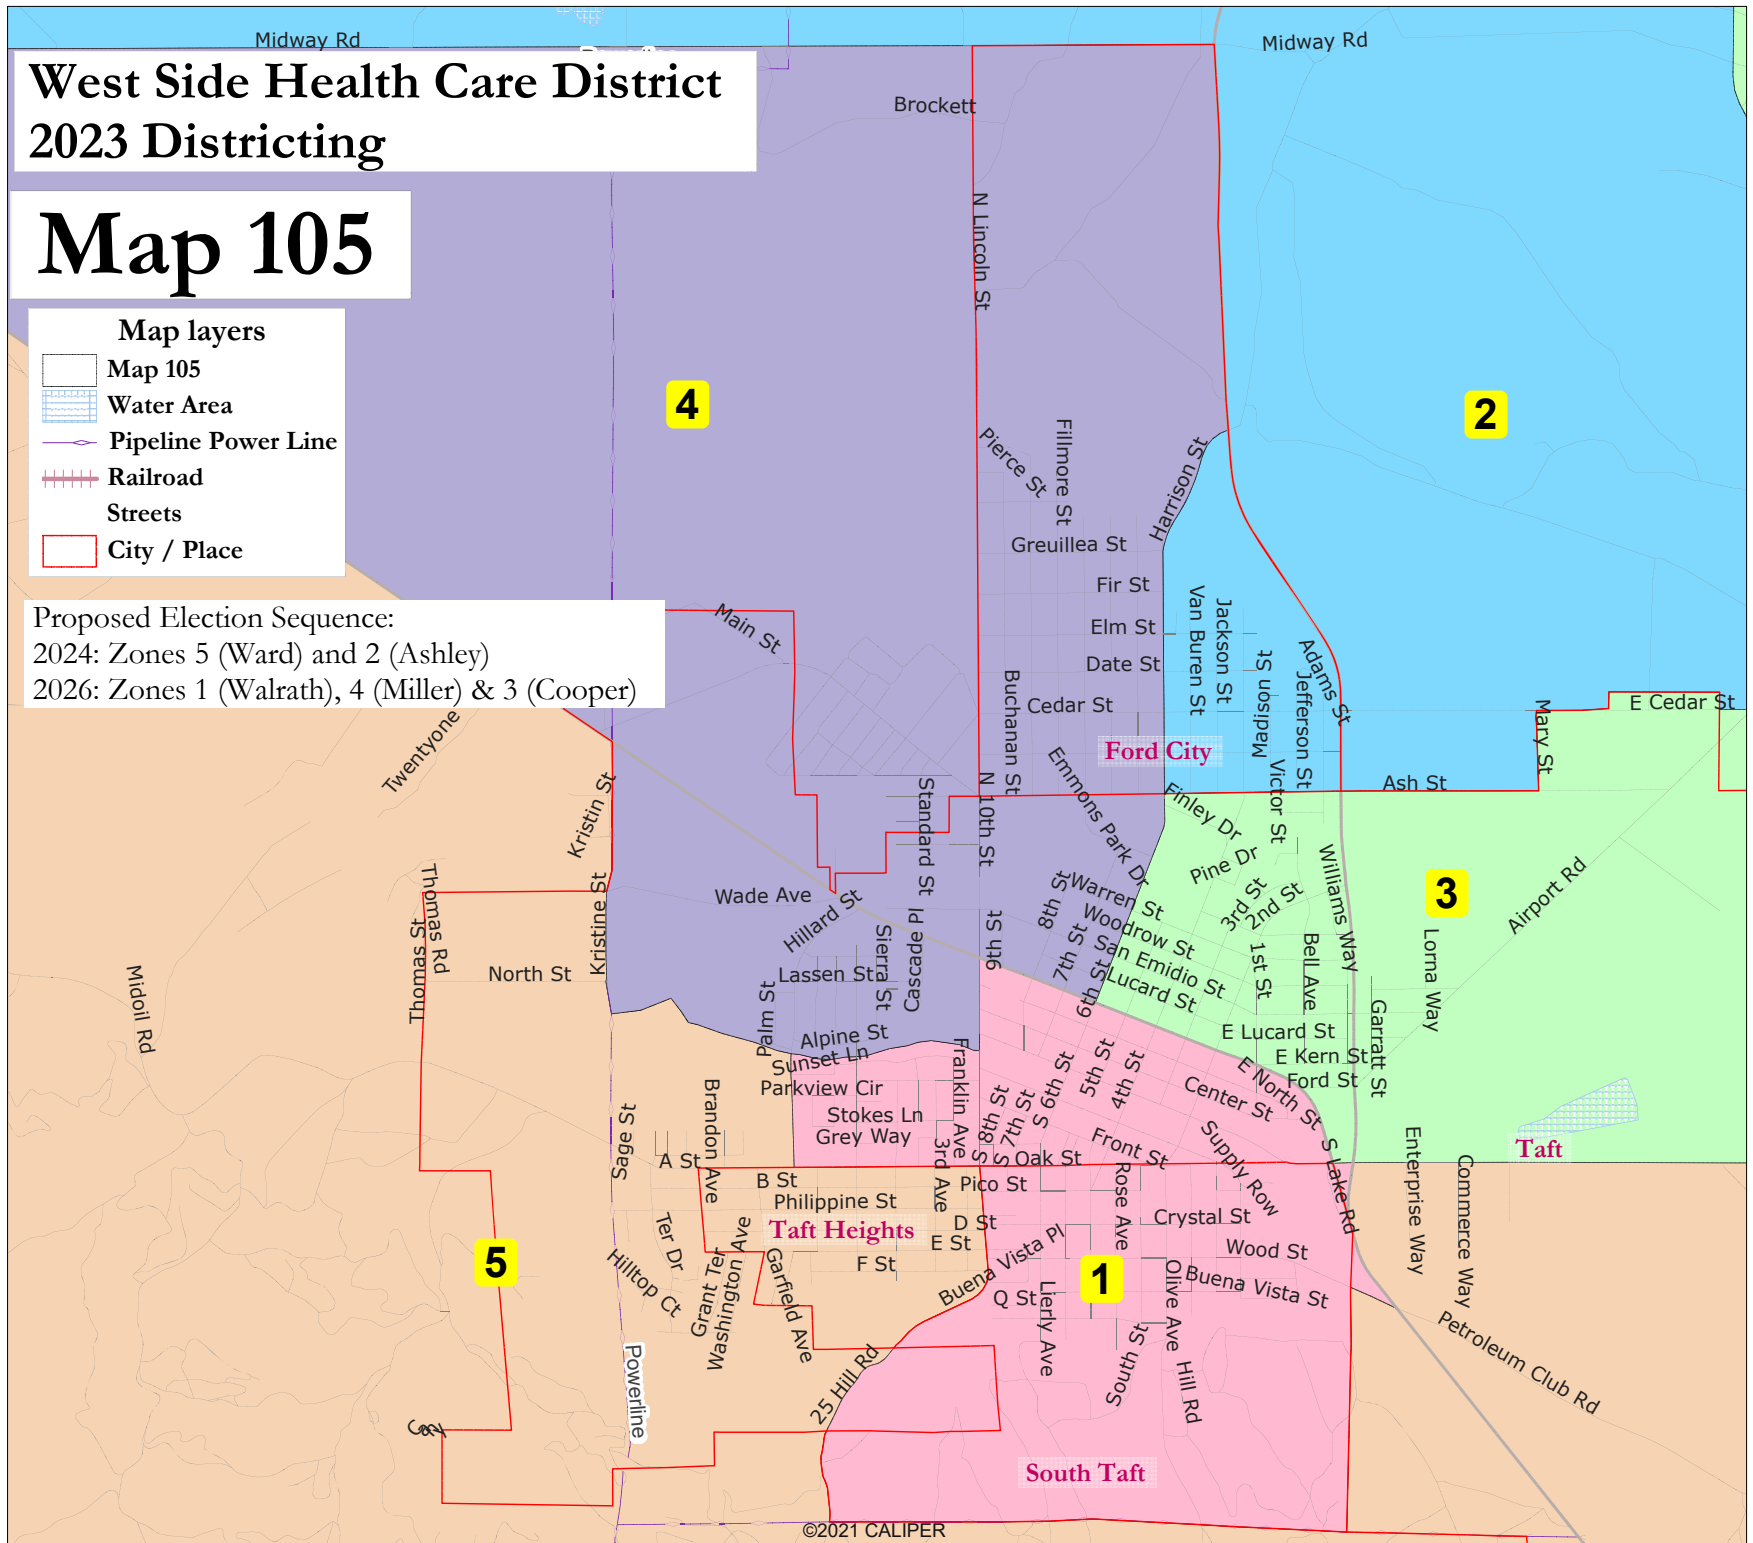 Midway Rd
Midway Rd
West Side Health Care District
2023 Districting
Brockett
Map 105
N Lincoln St
Map layers
Map 105
Water Area
Pipeline Power Line
Railroad
Streets
City / Place
4
2
Pierce St
Fillmore St
Harrison St
Greuillea St
Fir St
Elm St
Date St
Cedar St
Buchanan St
Van Buren St
Jackson St
Madison St
Jefferson St
Adams St
Victor St
Proposed Election Sequence:
2024: Zones 5 (Ward) and 2 (Ashley)
2026: Zones 1 (Walrath), 4 (Miller) & 3 (Cooper)
Main St
Twentyone
Ford City
E Cedar St
Mary St
Ash St
Kristin St
Standard St
N 10th St
Emmons Park Dr
Finley Dr
Pine Dr
3rd St
2nd St
Williams Way
3
Airport Rd
Thomas Rd
Thomas St
Kristine St
Wade Ave
Hillard St
Sierra St
Cascade Pl
9th St
8th St
7th St
6th St
Warren St
Woodrow St
San Emidio St
Lucard St
1st St
Bell Ave
Lorna Way
Garratt St
North St
Lassen St
Midoil Rd
Palm St
Alpine St
Sunset Ln
Parkview Cir
Stokes Ln
Grey Way
Franklin Ave
3rd Ave
E Lucard St
E Kern St
Ford St
E North St
Center St
S 8th St
S 7th St
S 6th St
5th St
4th St
Front St
Supply Row
S Lake Rd
Taft
Sage St
Brandon Ave
A St
B St
Philippine St
Taft Heights
Oak St
Pico St
D St
E St
F St
Rose Ave
Crystal St
Wood St
Buena Vista St
Buena Vista Pl
Enterprise Way
Commerce Way
5
Ter Dr
Hilltop Ct
Grant Ter
Washington Ave
Garfield Ave
1
Q St
Lierly Ave
Olive Ave
South St
Hill Rd
25 Hill Rd
Powerline
Petroleum Club Rd
South Taft
©2021 CALIPER